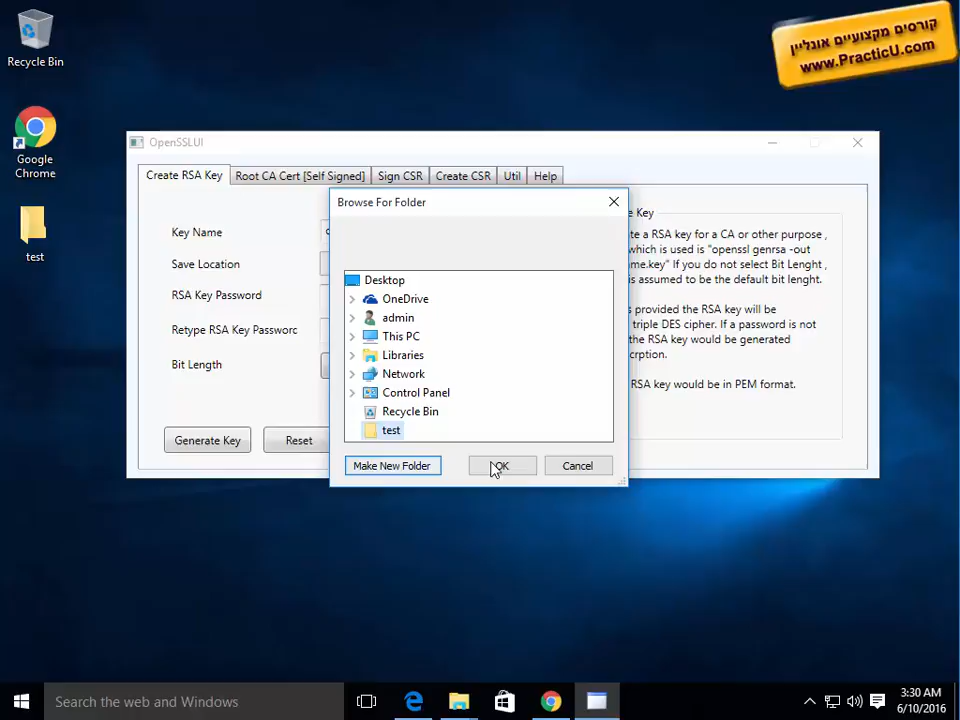 Recycle Bin
Google
Chrome
test
קורסים מקצועיים אונליין
www.PracticU.com
OpenSSLUI
Create RSA Key
Root CA Cert [Self Signed]
Sign CSR
Create CSR
Util
Help
Key Name
Save Location
RSA Key Password
Retype RSA Key Passworc
Bit Length
Generate Key
Reset
Browse For Folder
Desktop
OneDrive
admin
This PC
Libraries
Network
Control Panel
Recycle Bin
test
Make New Folder
OK
Cancel
Key
te a RSA key for a CA or other purpose ,
which is used is "openssl genrsa -out
me.key" If you do not select Bit Lenght ,
is assumed to be the default bit lenght.
s provided the RSA key will be
triple DES cipher. If a password is not
the RSA key would be generated
cription.
RSA key would be in PEM format.
Search the web and Windows
3:30 AM
6/10/2016